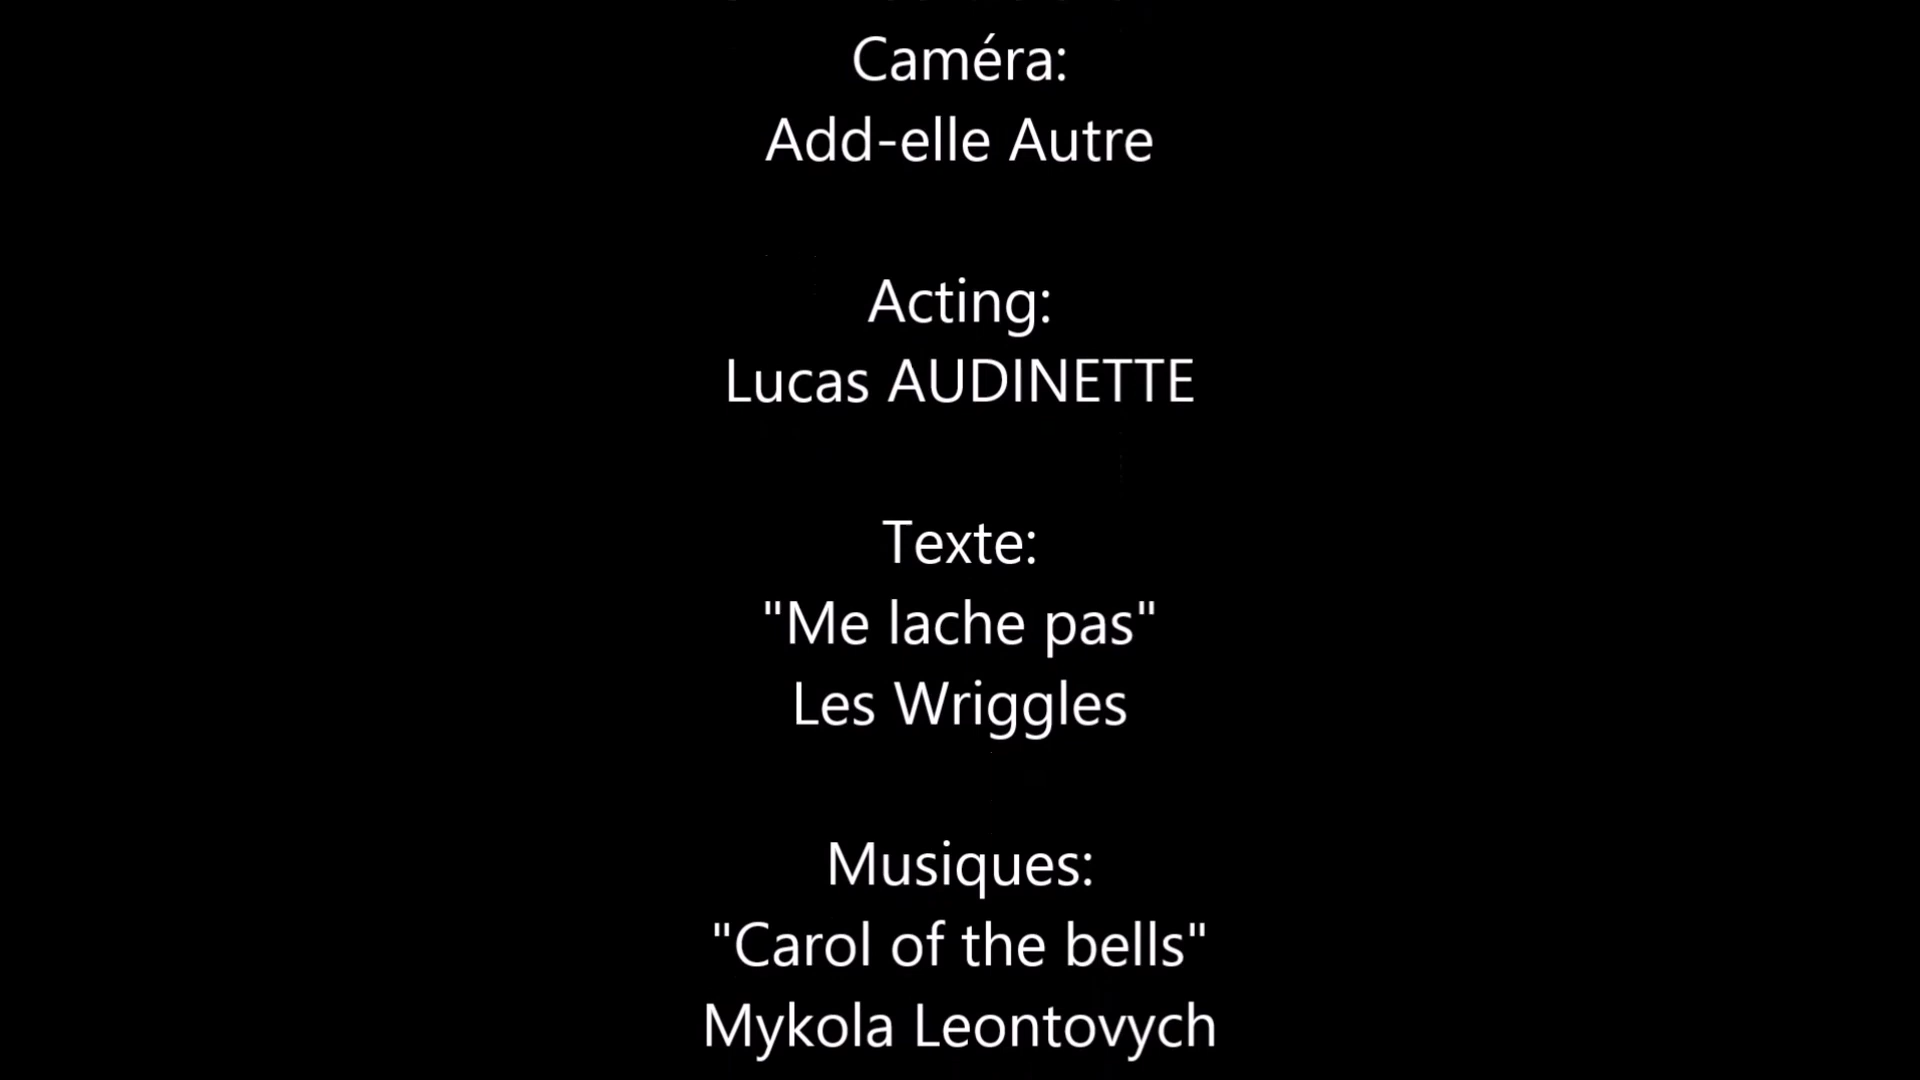 Caméra:
Add-elle Autre
Acting:
Lucas AUDINETTE
Texte:
"Me lache pas"
Les Wriggles
Musiques:
"Carol of the bells"
Mykola Leontovych